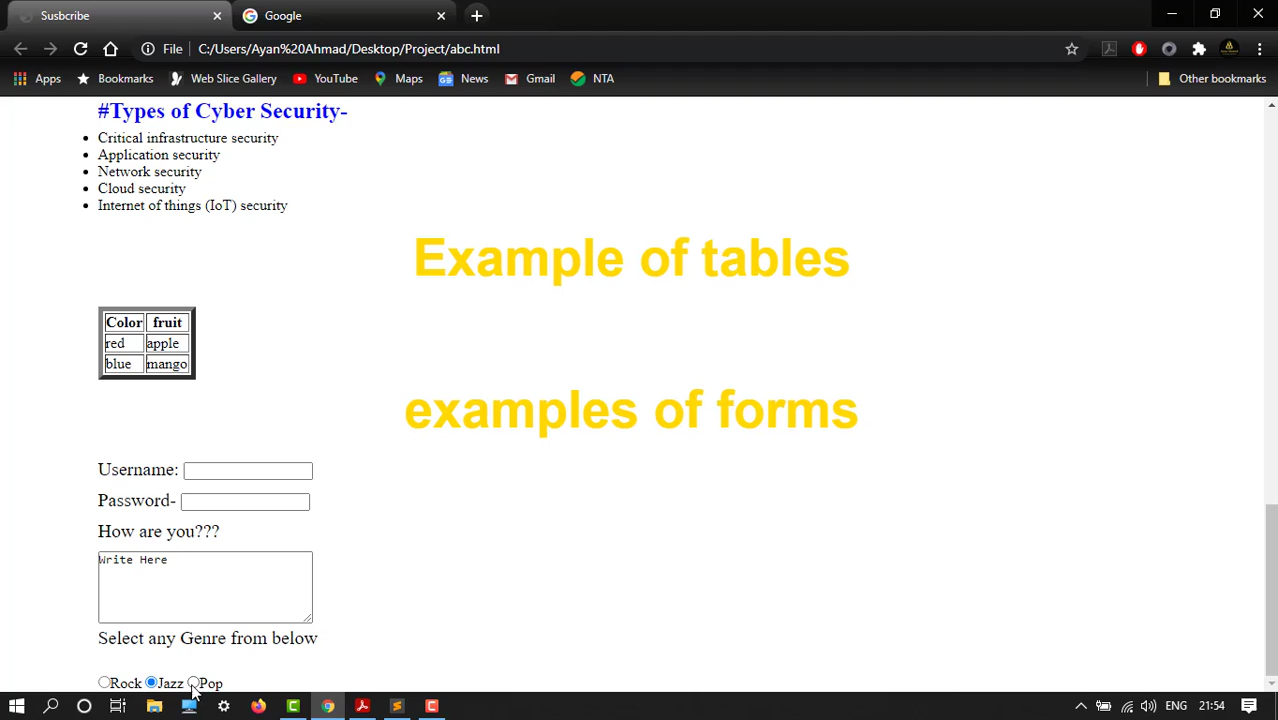 Susbcribe
Google
File
C:/Users/Ayan%20Ahmad/Desktop/Project/abc.html
Apps
Bookmarks
Web Slice Gallery
YouTube
Maps
News
Gmail
NTA
Other bookmarks
#Types of Cyber Security-
Critical infrastructure security
Application security
Network security
Cloud security
Internet of things (IoT) security
Example of tables
Color fruit
red apple
blue mango
examples of forms
Username:
Password-
How are you???
Write Here
Select any Genre from below
Rock Jazz Pop
ENG 21:54